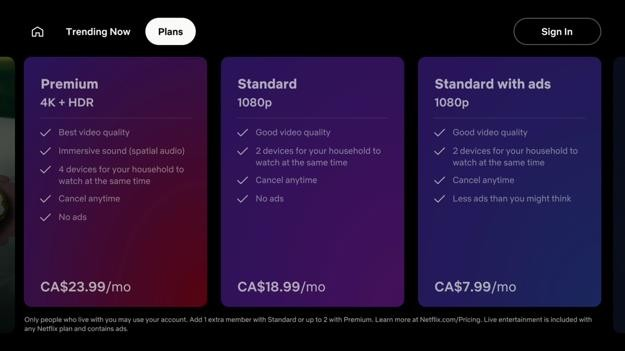 Trending Now
Plans
Sign In
Premium
4K + HDR
Best video quality
Immersive sound (spatial audio)
4 devices for your household to
watch at the same time
Cancel anytime
No ads
CA$23.99/mo
Standard
1080p
Good video quality
2 devices for your household to
watch at the same time
Cancel anytime
No ads
CA$18.99/mo
Standard with ads
1080p
Good video quality
2 devices for your household to
watch at the same time
Cancel anytime
Less ads than you might think
CA$7.99/mo
Only people who live with you may use your account. Add 1 extra member with Standard or up to 2 with Premium. Learn more at Netflix.com/Pricing. Live entertainment is included with
any Netflix plan and contains ads.